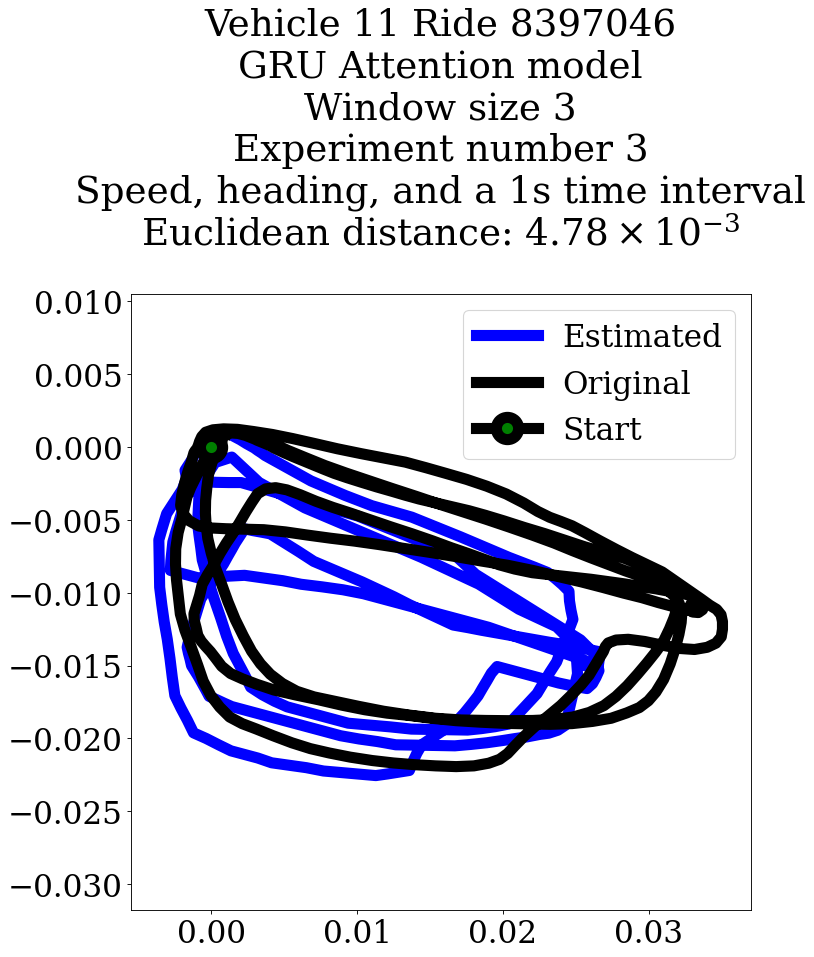 Vehicle 11 Ride 8397046
GRU Attention model
Window size 3
Experiment number 3
Speed, heading, and a 1s time interval
Euclidean distance: 4.78 × 10⁻³
Estimated
Original
Start
0.010
0.005
0.000
−0.005
−0.010
−0.015
−0.020
−0.025
−0.030
0.00 0.01 0.02 0.03